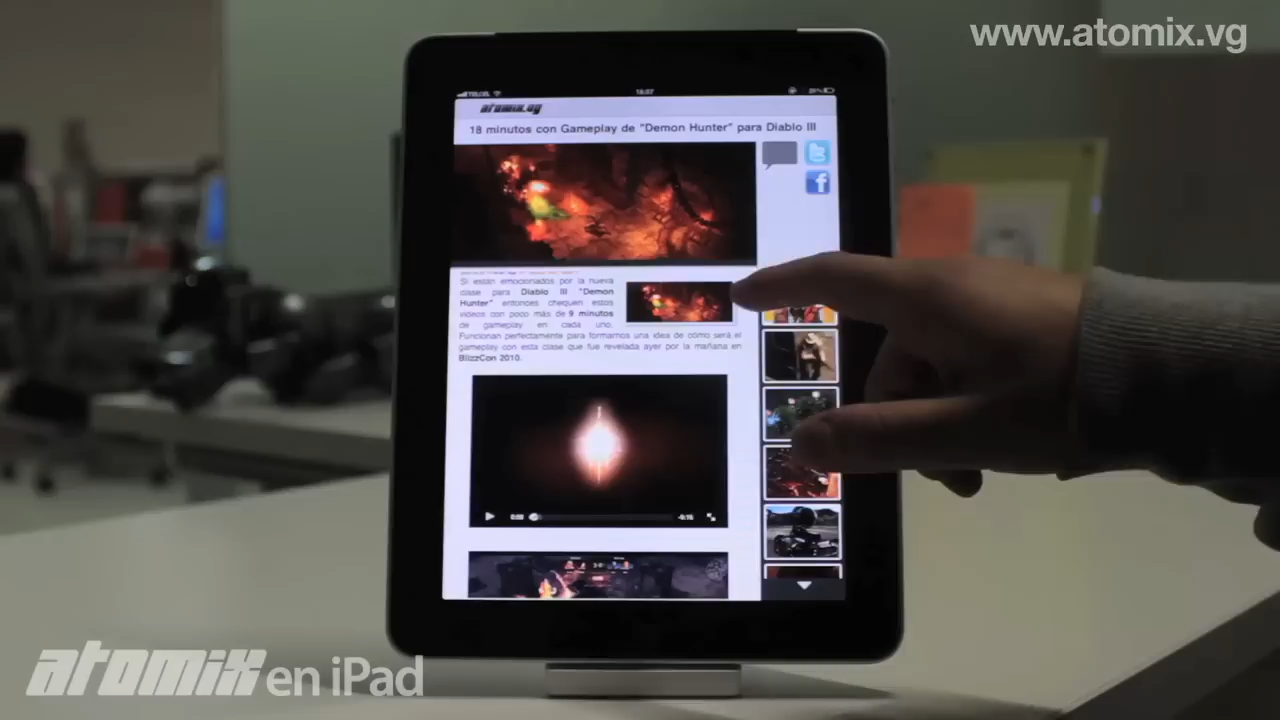 www.atomix.vg
TELCEL
atomix.vg
18 minutos con Gameplay de "Demon Hunter" para Diablo III
Si están emocionados por la nueva
clase para Diablo III "Demon
Hunter" entonces chequen estos
videos con poco más de 9 minutos
de gameplay en cada uno.
Funcionan perfectamente para formarnos una idea de cómo será el
gameplay con esta clase que fue revelada ayer por la mañana en
BlizzCon 2010.
atomix en iPad